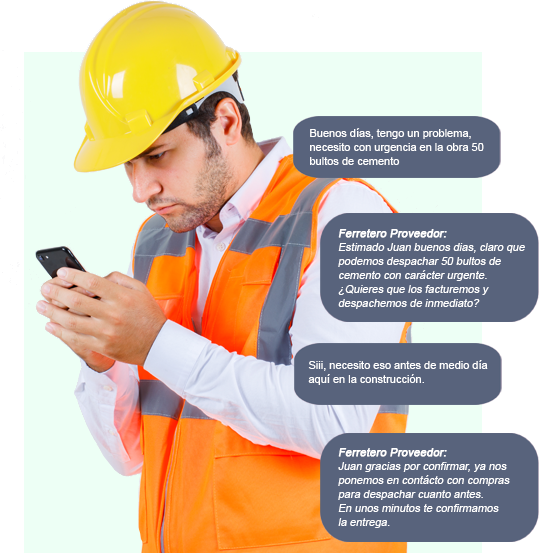 Buenos días, tengo un problema,
necesito con urgencia en la obra 50
bultos de cemento
Ferretero Proveedor:
Estimado Juan buenos dias, claro que
podemos despachar 50 bultos de
cemento con carácter urgente.
¿Quieres que los facturemos y
despachemos de inmediato?
Siii, necesito eso antes de medio día
aquí en la construcción.
Ferretero Proveedor:
Juan gracias por confirmar, ya nos
ponemos en contácto con compras
para despachar cuanto antes.
En unos minutos te confirmamos
la entrega.